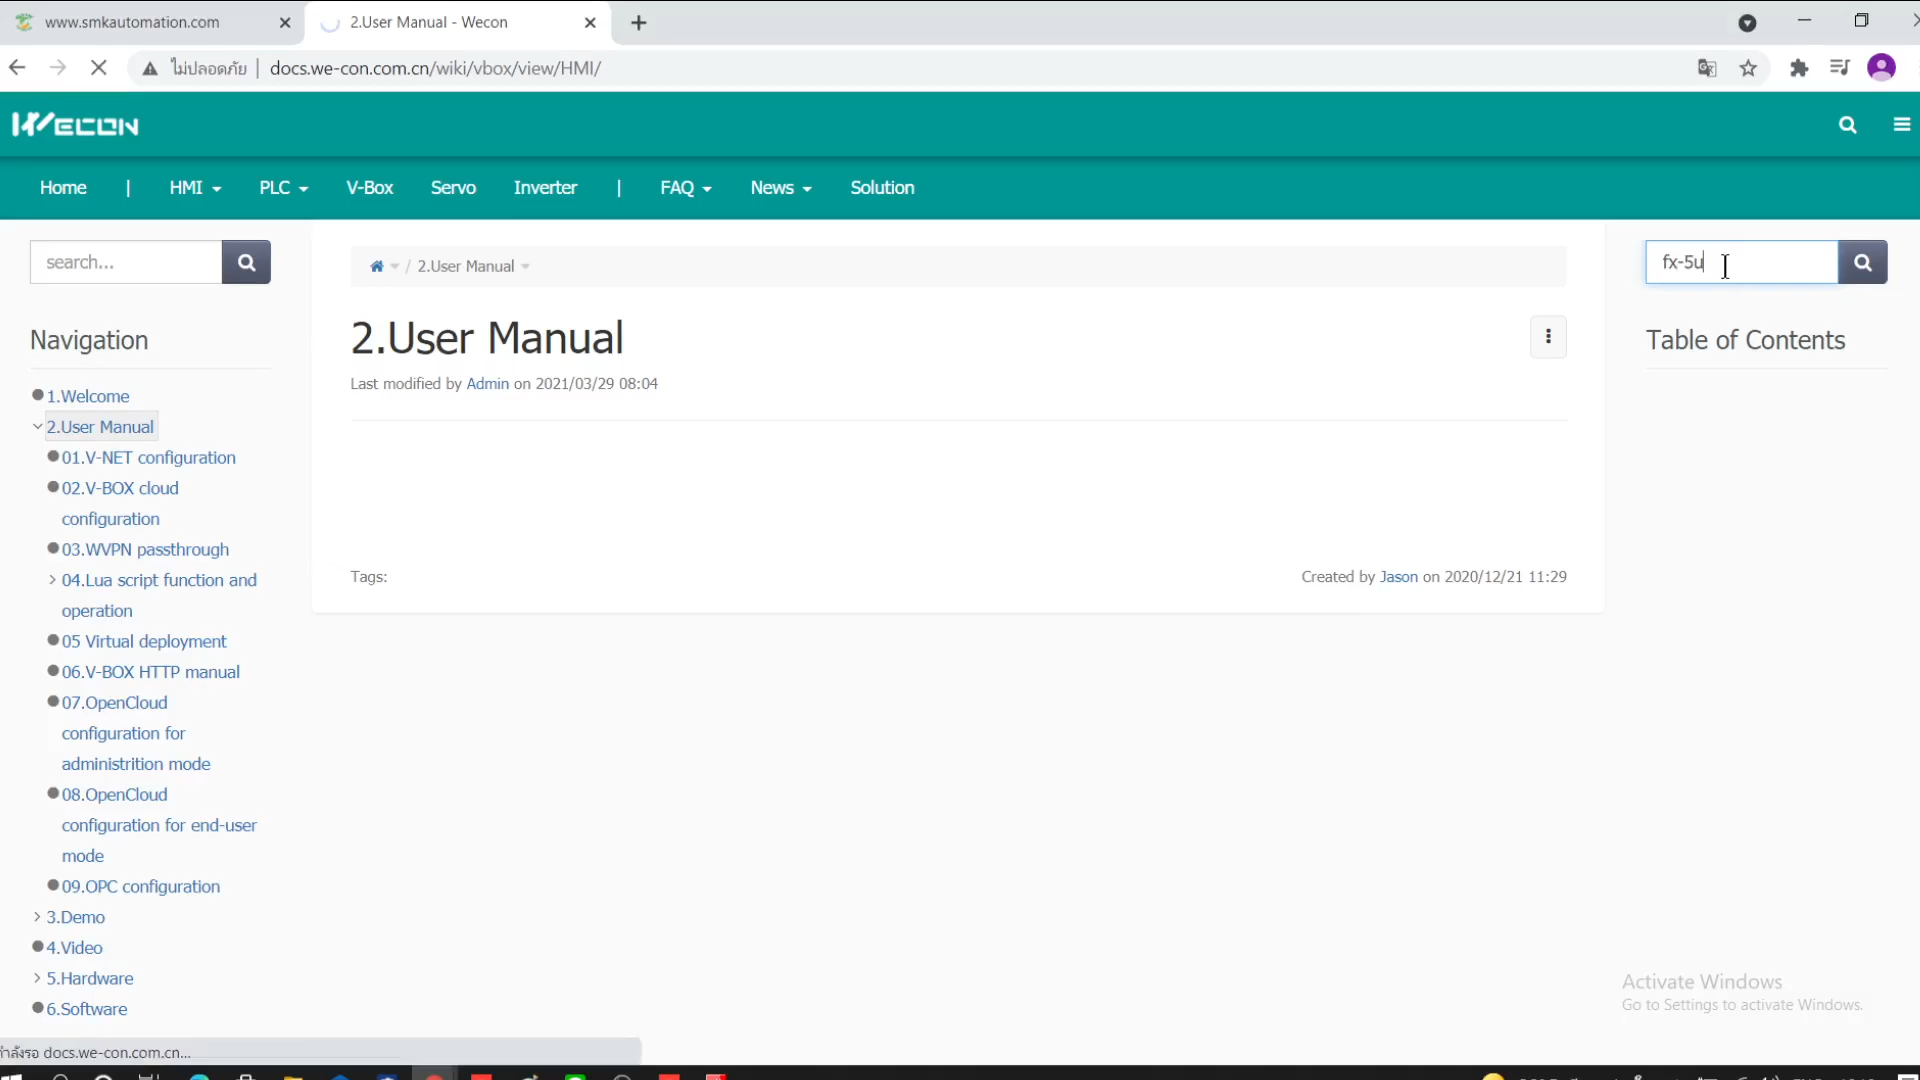 www.smkautomation.com
2.User Manual - Wecon
ไม่ปลอดภัย | docs.we-con.com.cn/wiki/vbox/view/HMI/
WECON
Home | HMI PLC V-Box Servo Inverter | FAQ News Solution
search...
2.User Manual
fx-5u
Navigation
1.Welcome
2.User Manual
01.V-NET configuration
02.V-BOX cloud
configuration
03.WVPN passthrough
04.Lua script function and
operation
05 Virtual deployment
06.V-BOX HTTP manual
07.OpenCloud
configuration for
administrition mode
08.OpenCloud
configuration for end-user
mode
09.OPC configuration
3.Demo
4.Video
5.Hardware
6.Software
2.User Manual
Last modified by Admin on 2021/03/29 08:04
Tags:
Created by Jason on 2020/12/21 11:29
Table of Contents
Activate Windows
Go to Settings to activate Windows.
กำลังรอ docs.we-con.com.cn...